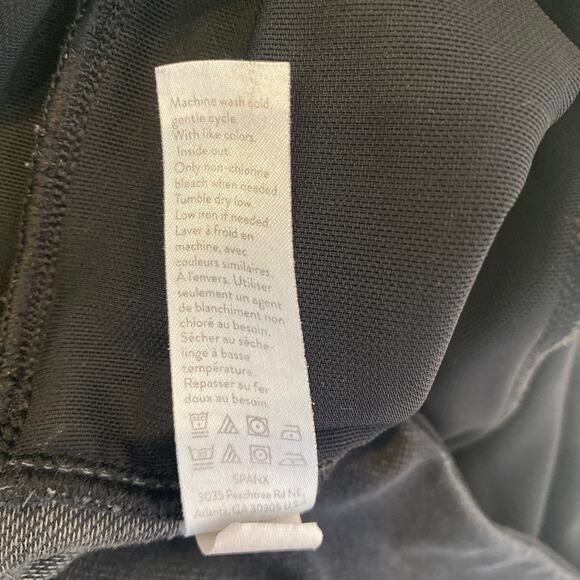 Machine wash cold
gentle cycle.
With like colors.
Inside out.
Only non-chlorine
bleach when needed.
Tumble dry low.
Low iron if needed.
Laver à froid en
machine, avec
couleurs similaires.
À l'envers. Utiliser
seulement un agent
de blanchiment non
chloré au besoin.
Sécher au sèche-
linge à basse
température.
Repasser au fer
doux au besoin.
SPANX
3035 Peachtree Rd NE,
Atlanta, GA 30305 U.S.A